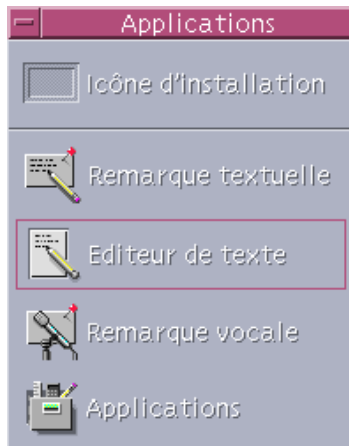 Applications
Icône d'installation
Remarque textuelle
Editeur de texte
Remarque vocale
Applications